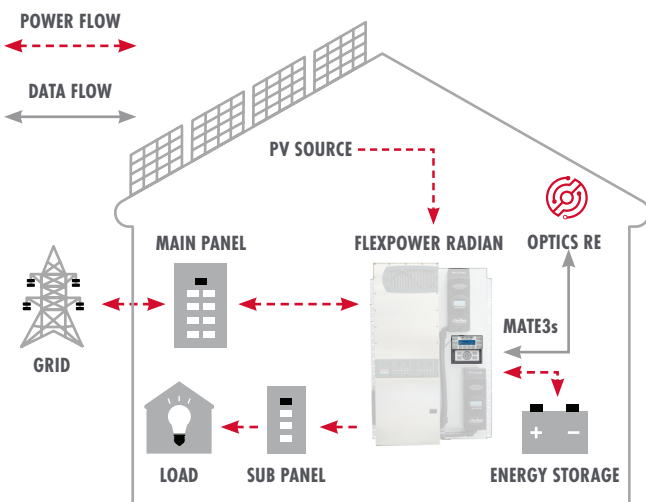 POWER FLOW
DATA FLOW
PV SOURCE
MAIN PANEL
FLEXPOWER RADIAN
OPTICS RE
GRID
MATE3s
LOAD
SUB PANEL
+ −
ENERGY STORAGE